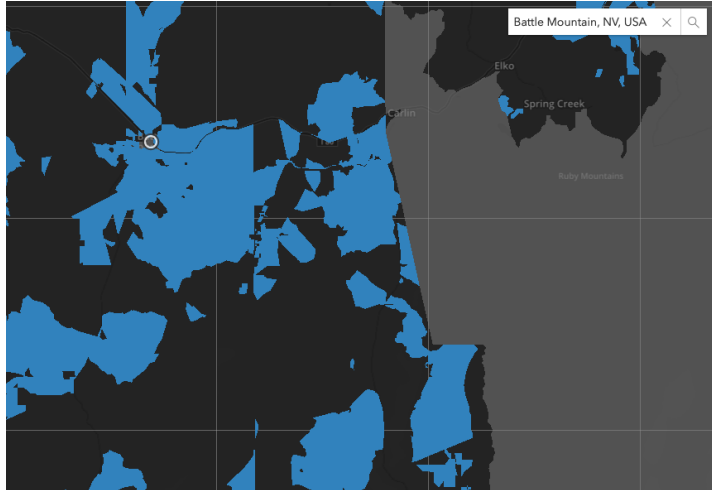 Battle Mountain, NV, USA
Elko
Spring Creek
Carlin
Ruby Mountains